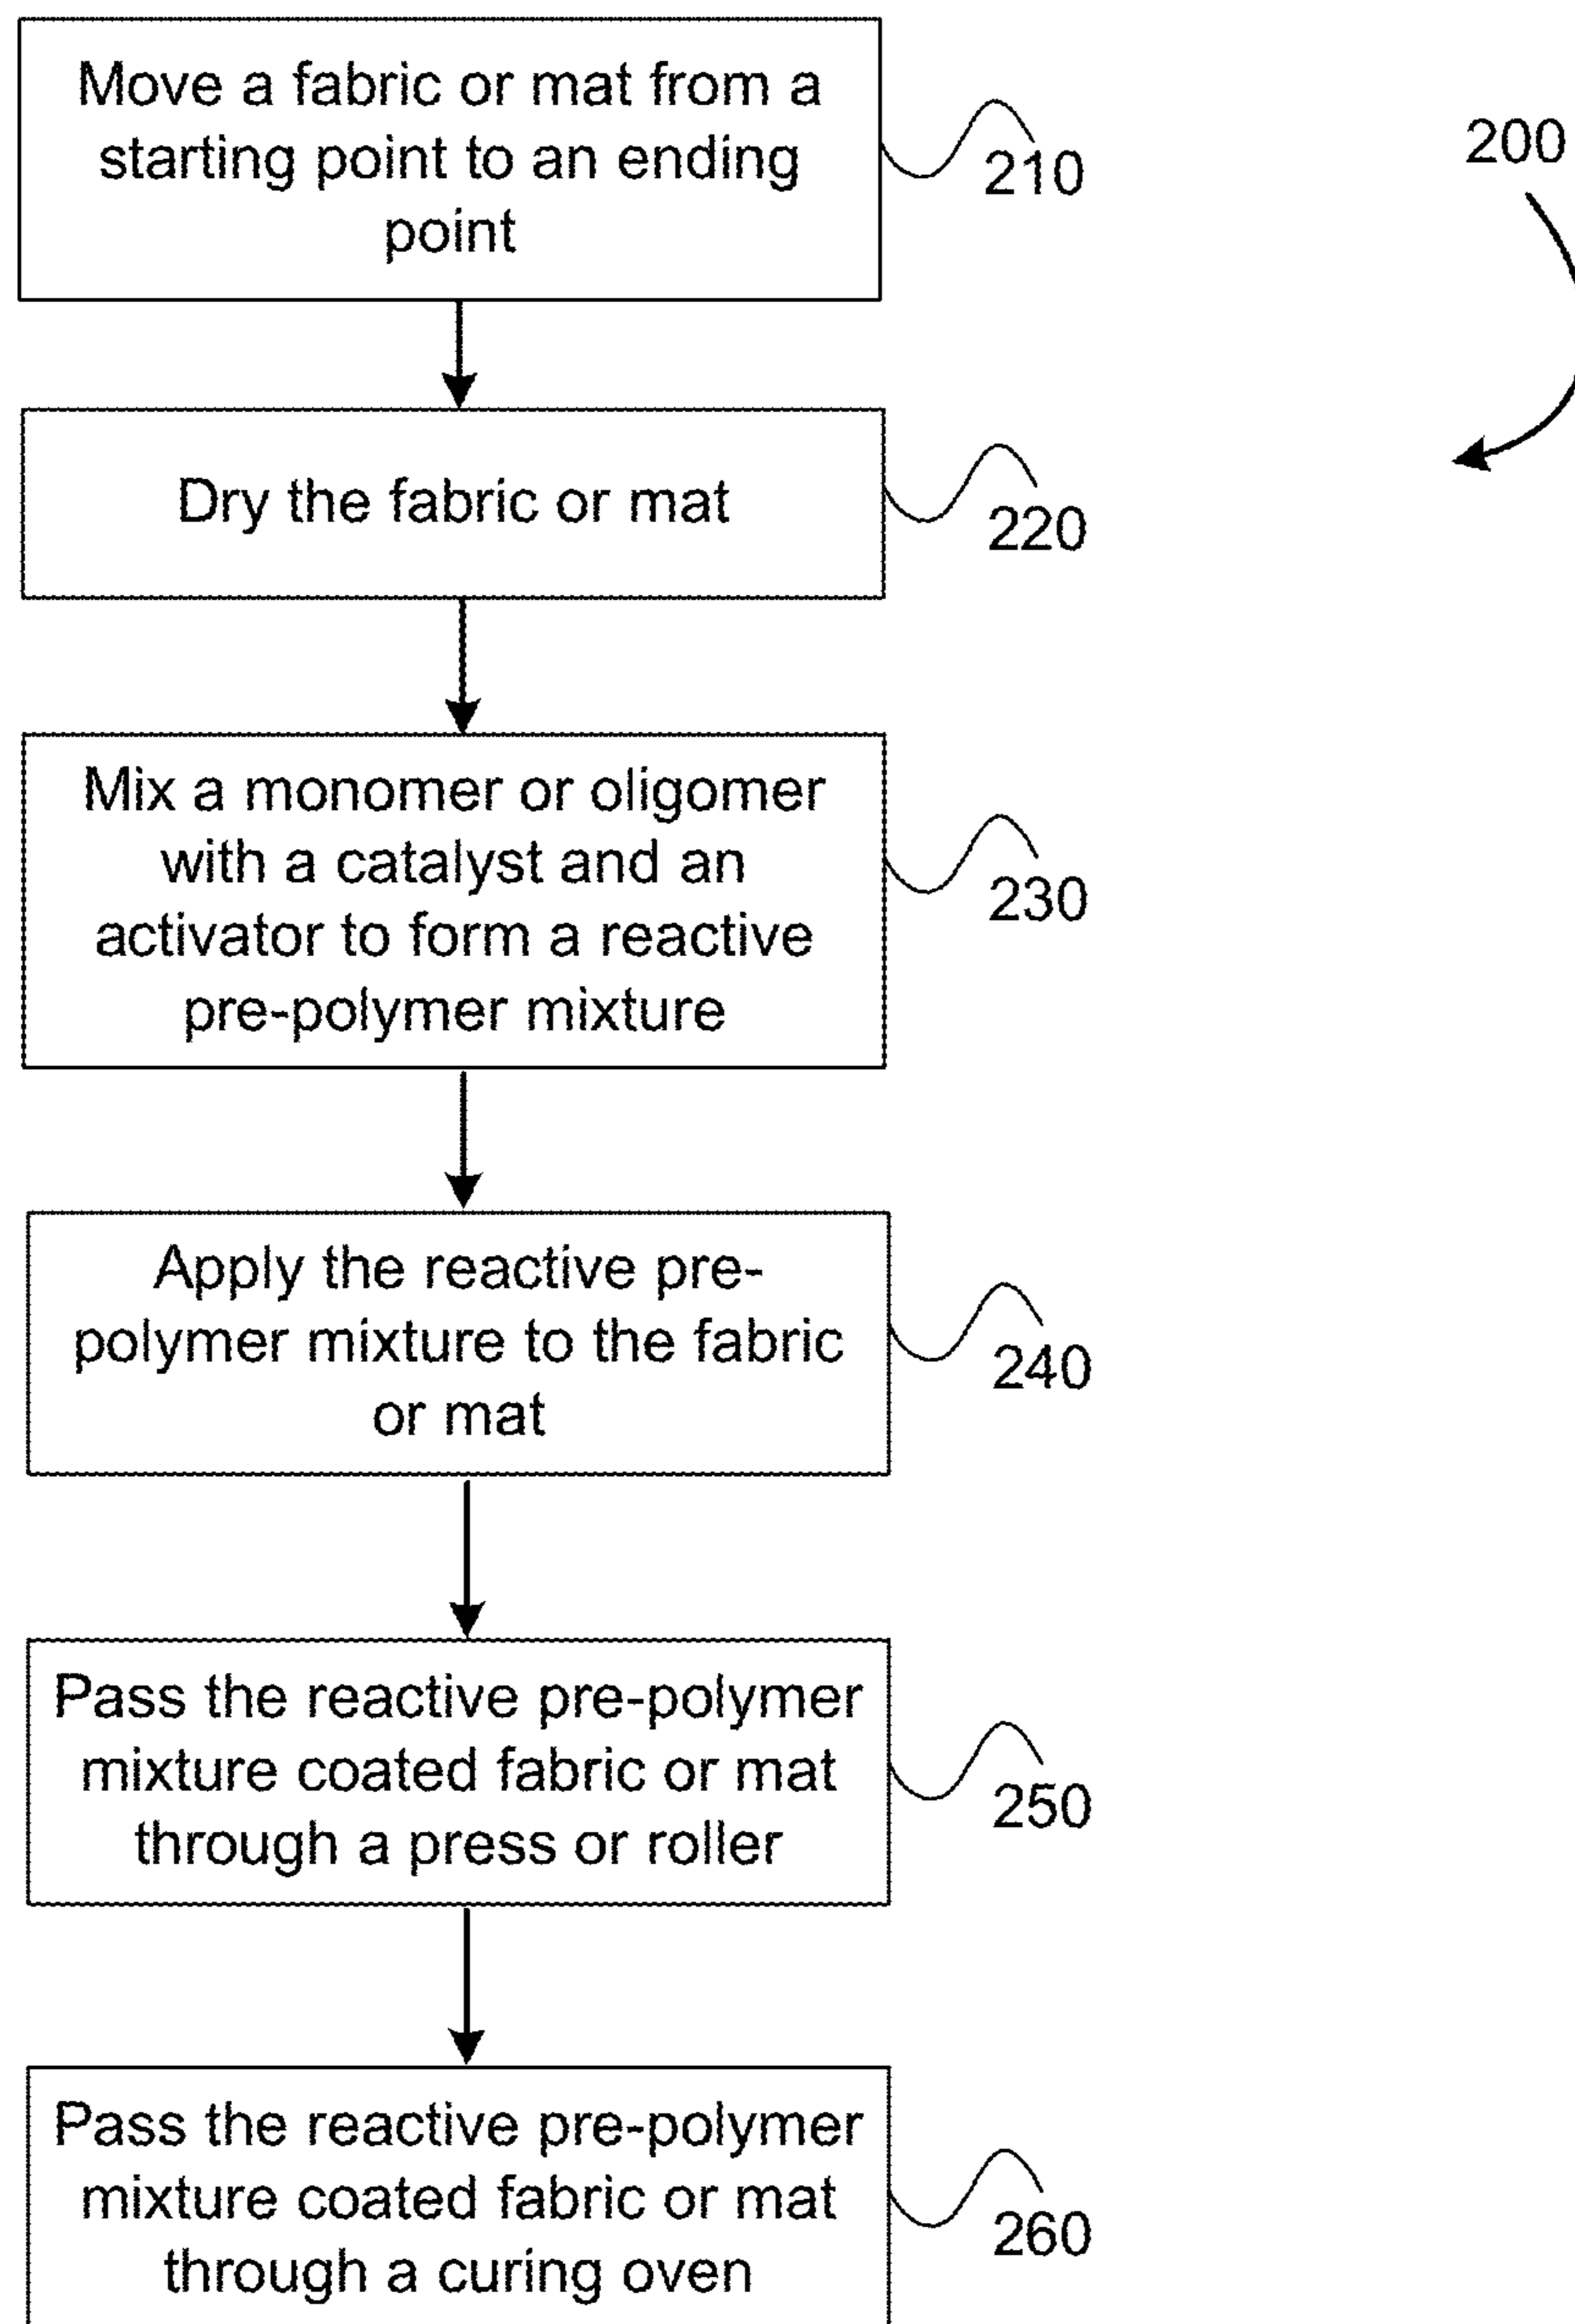 Move a fabric or mat from a
starting point to an ending
point
210
200
Dry the fabric or mat
220
Mix a monomer or oligomer
with a catalyst and an
activator to form a reactive
pre-polymer mixture
230
Apply the reactive pre-
polymer mixture to the fabric
or mat
240
Pass the reactive pre-polymer
mixture coated fabric or mat
through a press or roller
250
Pass the reactive pre-polymer
mixture coated fabric or mat
through a curing oven
260